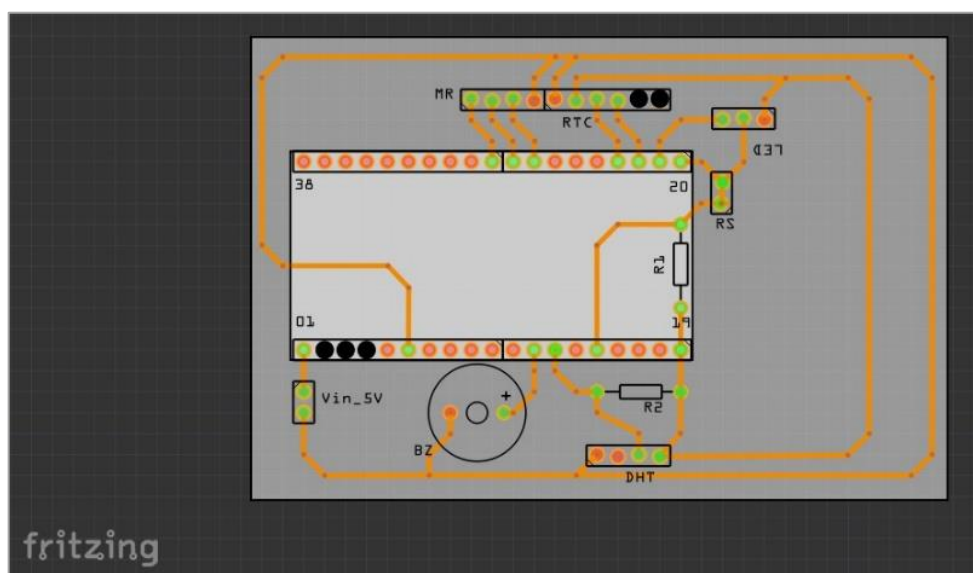 MR
RTC
LED
38
20
RS
R1
01
19
Vin_5V
+
R2
BZ
DHT
fritzing